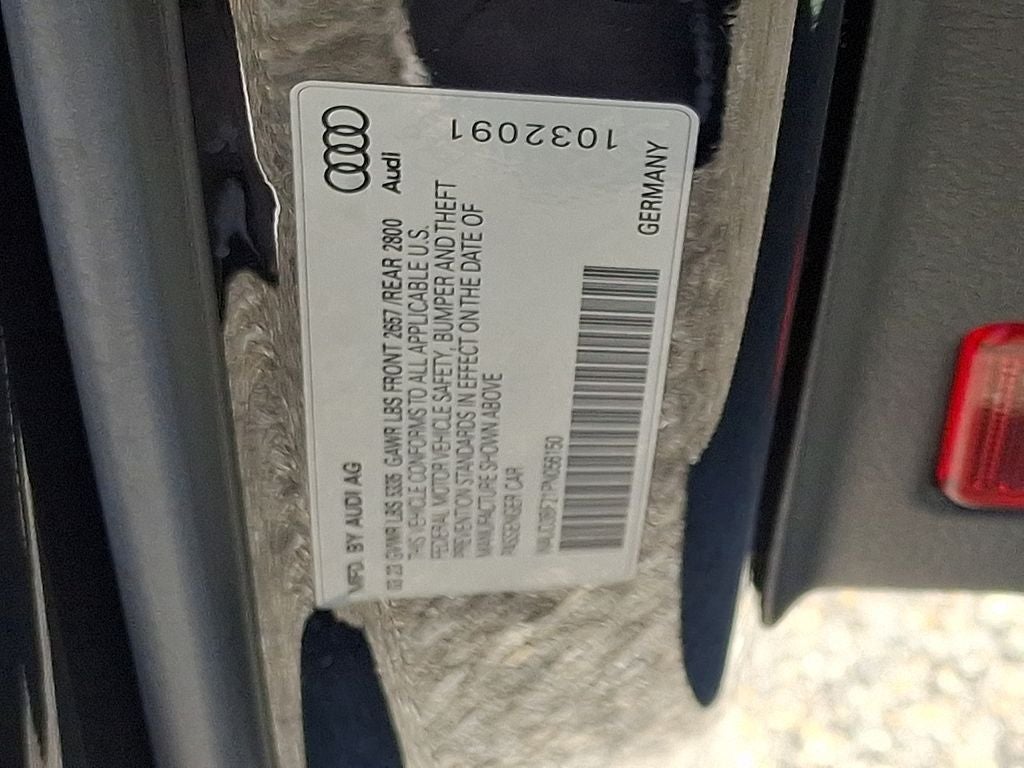 Audi
MFD. BY AUDI AG
GVWR LBS 5335 GAWR LBS FRONT 2657/REAR 2800
THIS VEHICLE CONFORMS TO ALL APPLICABLE U.S.
FEDERAL MOTOR VEHICLE SAFETY, BUMPER AND THEFT
PREVENTION STANDARDS IN EFFECT ON THE DATE OF
MANUFACTURE SHOWN ABOVE
PASSENGER CAR
GERMANY
1032091